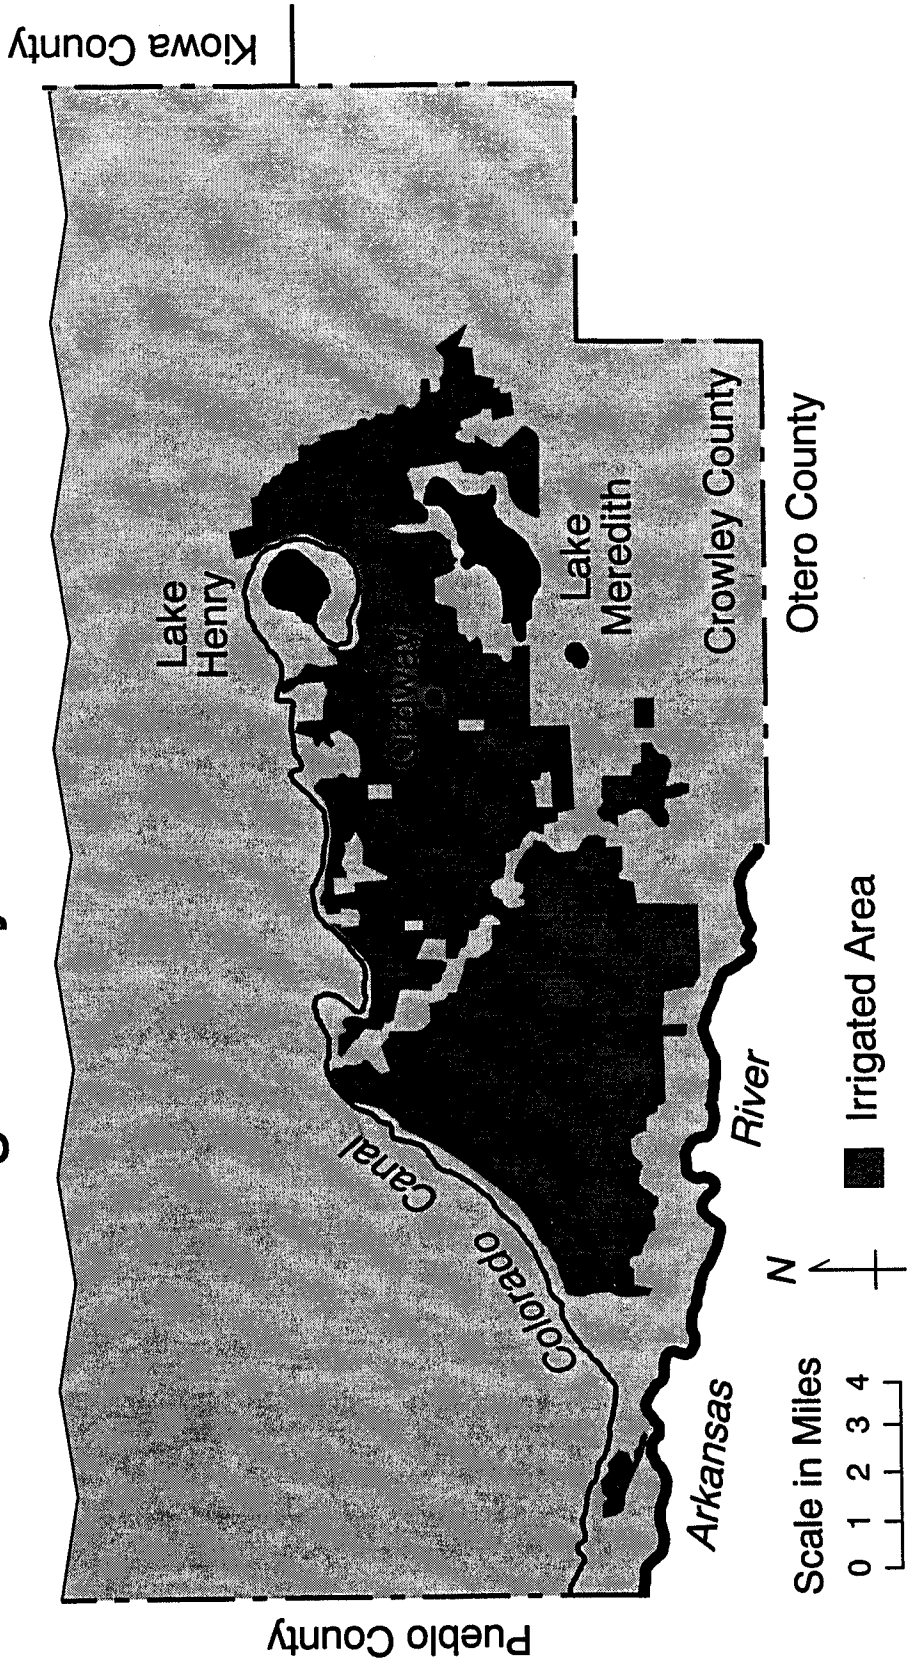 Kiowa County
Lake
Henry
Ordway
Lake
Meredith
Crowley County
Otero County
Pueblo County
Colorado Canal
Arkansas River
N
Irrigated Area
Scale in Miles
0 1 2 3 4